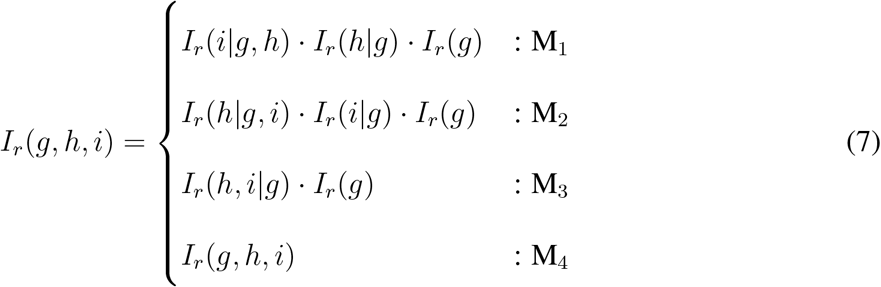 I_r(i|g, h) · I_r(h|g) · I_r(g) : M_1
I_r(h|g, i) · I_r(i|g) · I_r(g) : M_2
I_r(g, h, i) = { (7)
I_r(h, i|g) · I_r(g) : M_3
I_r(g, h, i) : M_4